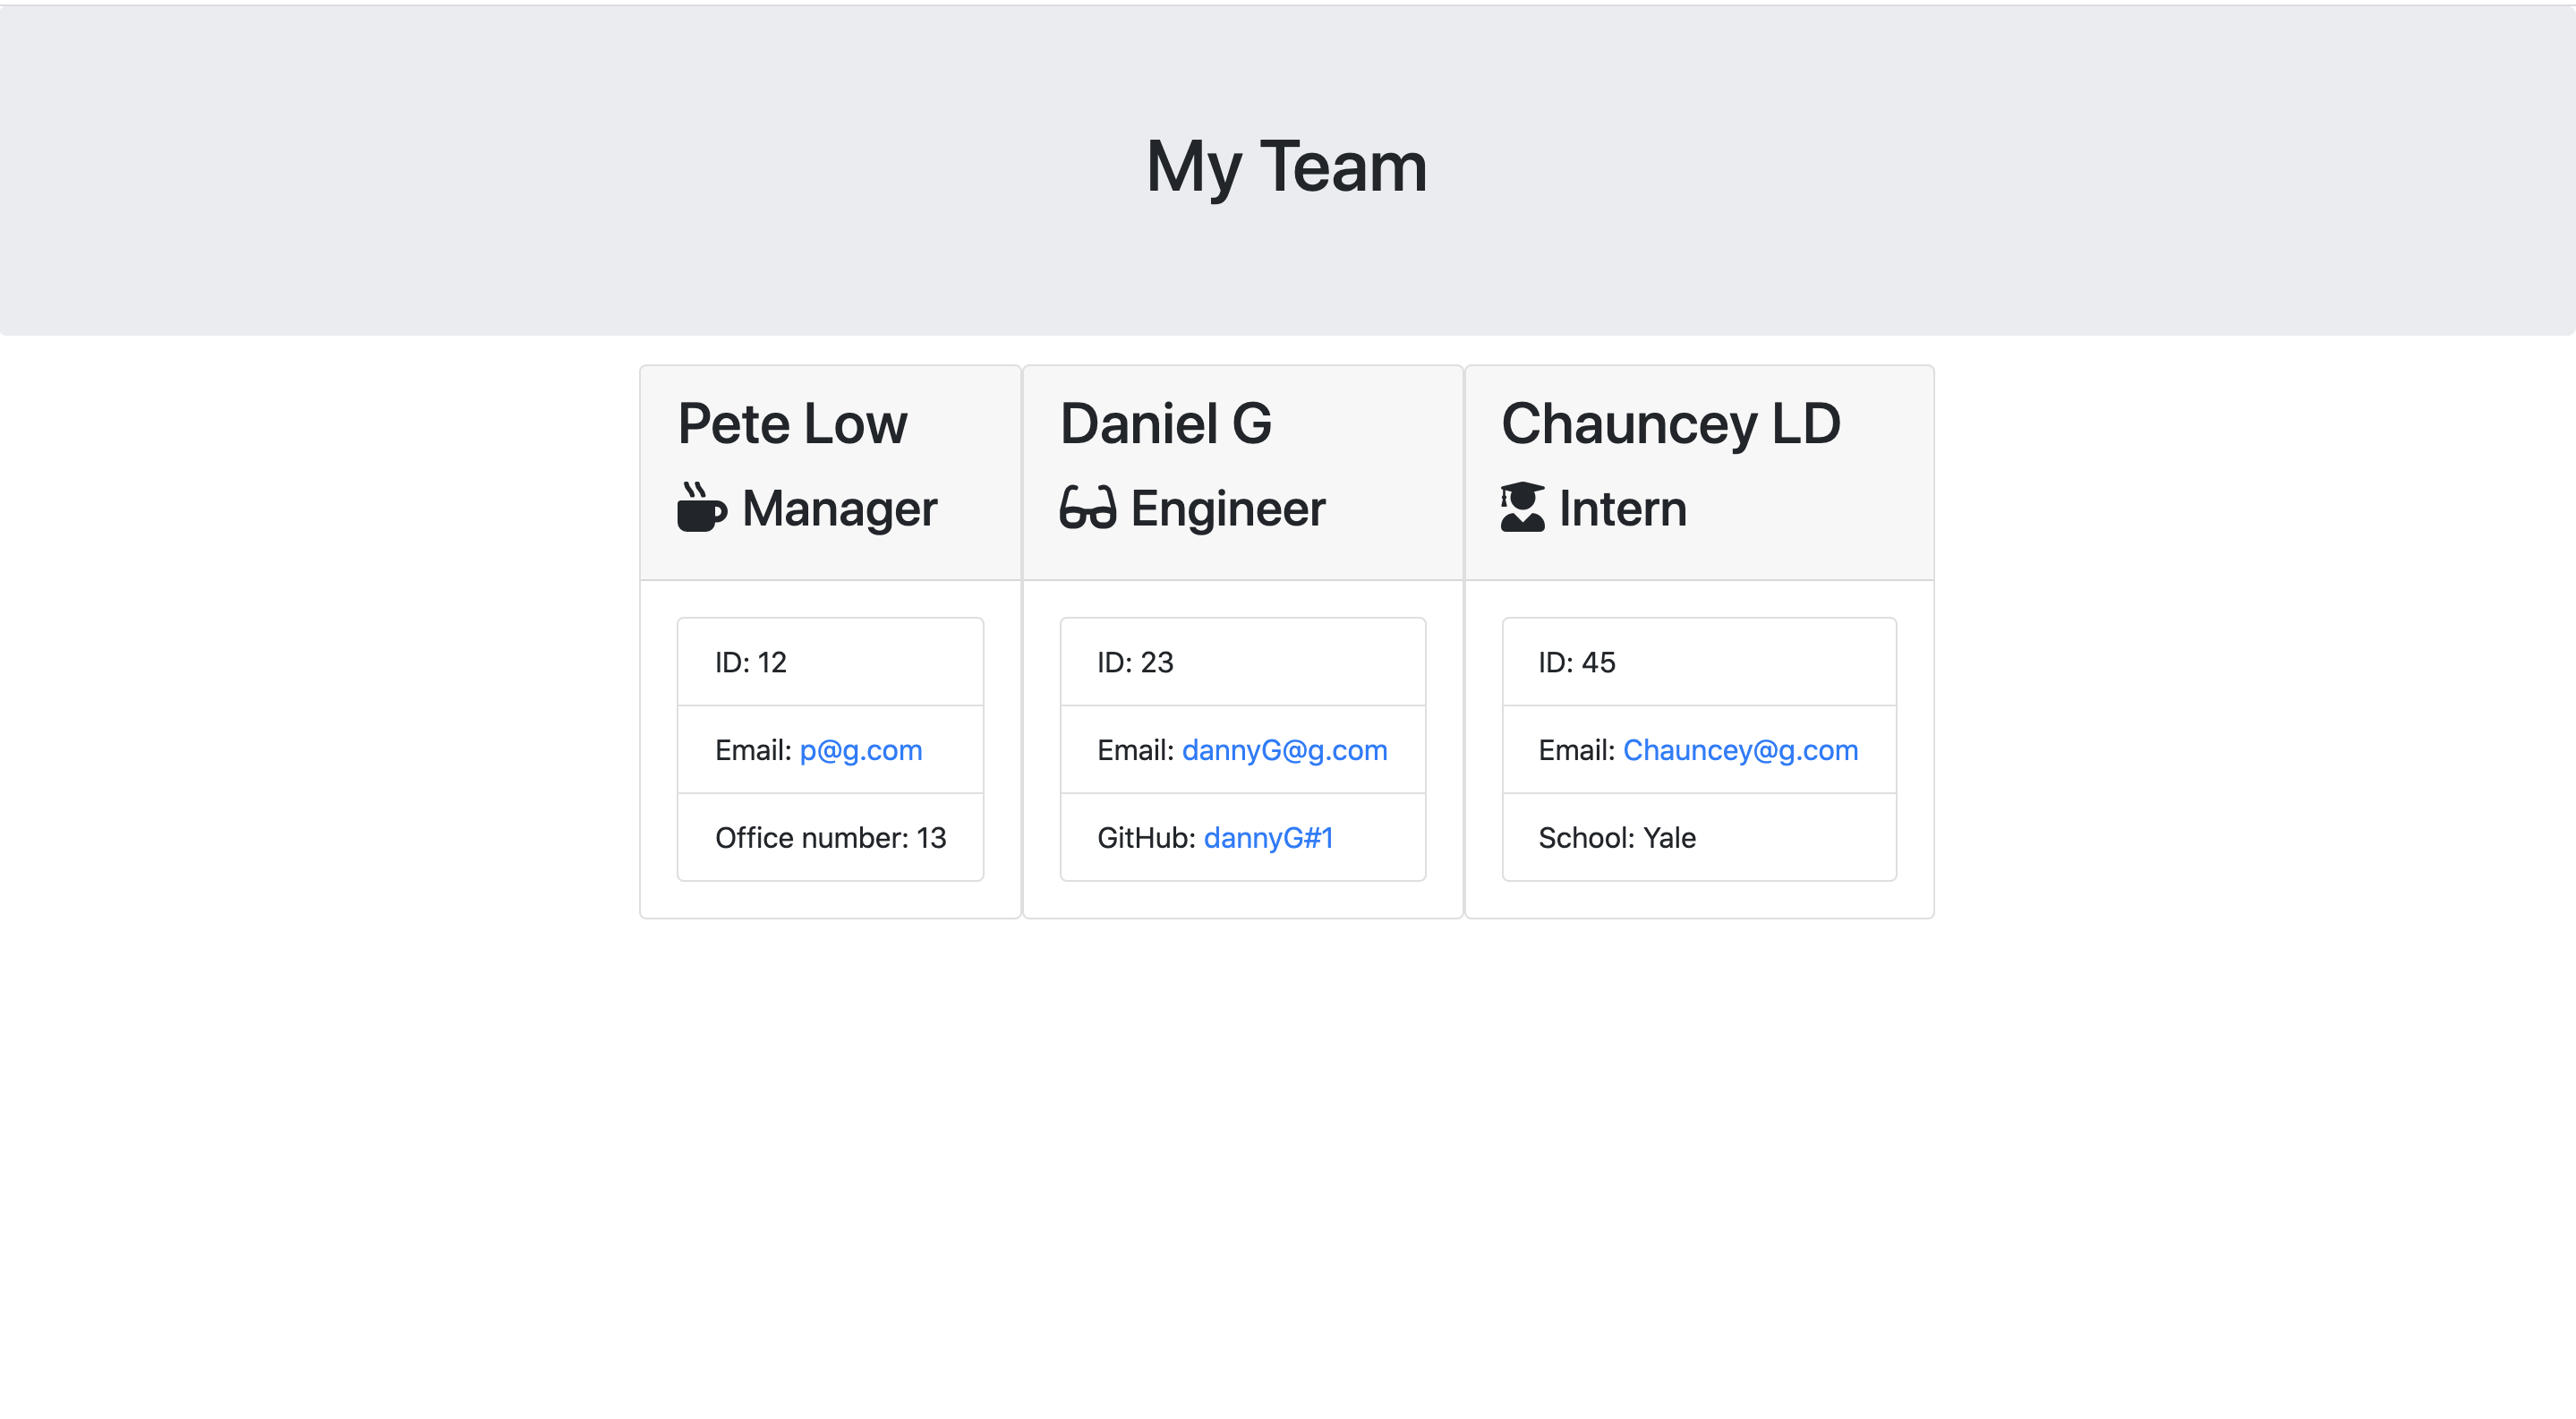 My Team
Pete Low
Manager
ID: 12
Email: p@g.com
Office number: 13
Daniel G
Engineer
ID: 23
Email: dannyG@g.com
GitHub: dannyG#1
Chauncey LD
Intern
ID: 45
Email: Chauncey@g.com
School: Yale